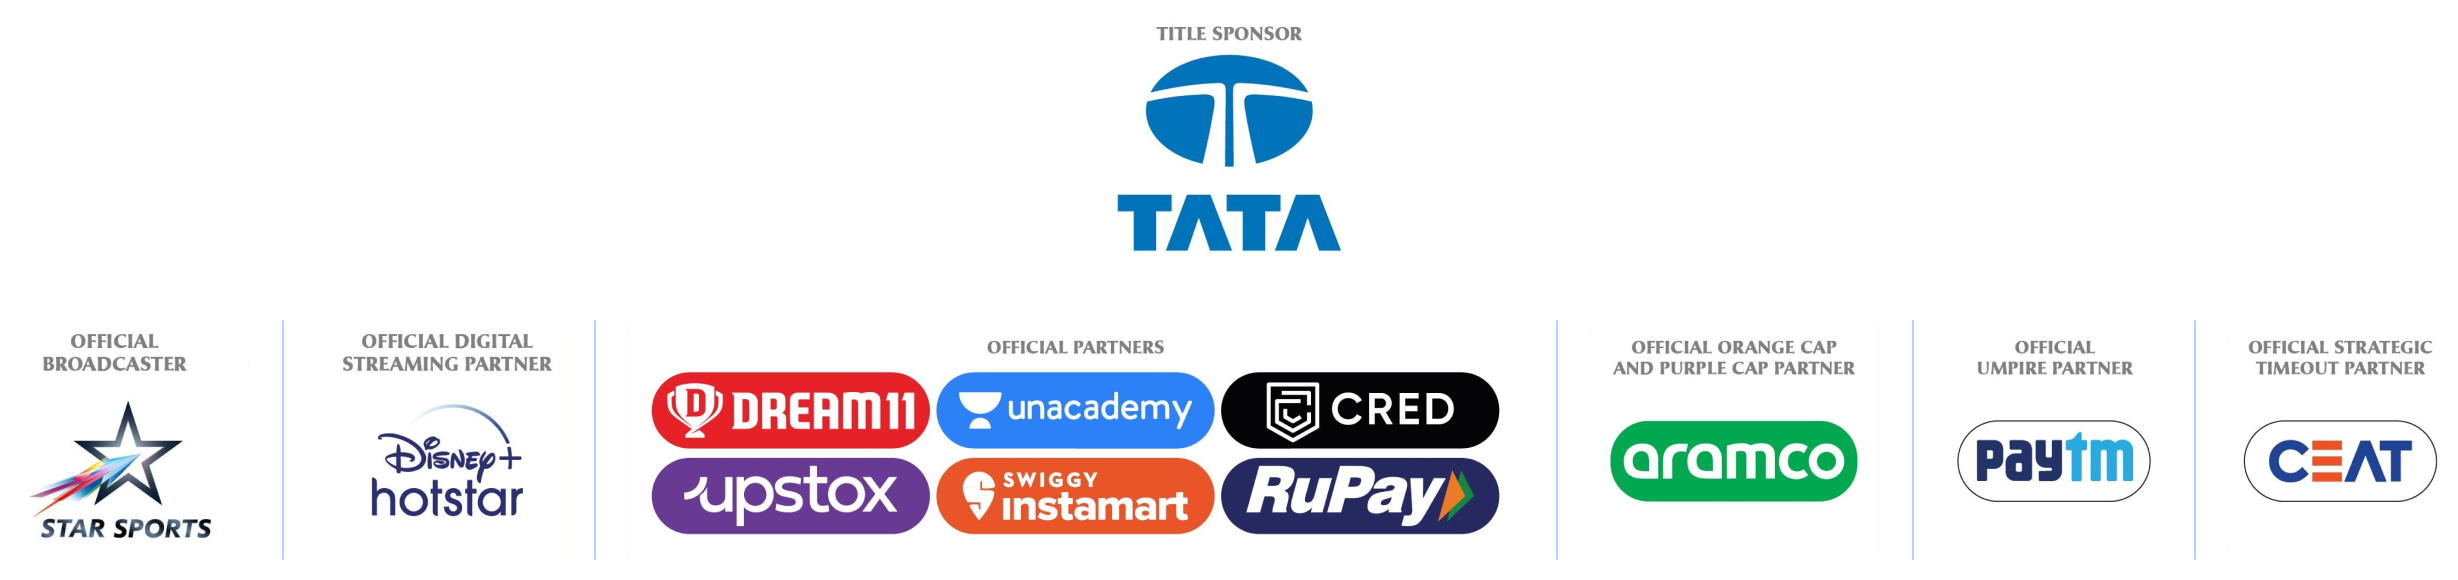 TITLE SPONSOR
TATA
OFFICIAL
BROADCASTER
STAR SPORTS
OFFICIAL DIGITAL
STREAMING PARTNER
Disney+
hotstar
OFFICIAL PARTNERS
D DREAM11
unacademy
CRED
upstox
SWIGGY
instamart
RuPay
OFFICIAL ORANGE CAP
AND PURPLE CAP PARTNER
aramco
OFFICIAL
UMPIRE PARTNER
paytm
OFFICIAL STRATEGIC
TIMEOUT PARTNER
CEAT